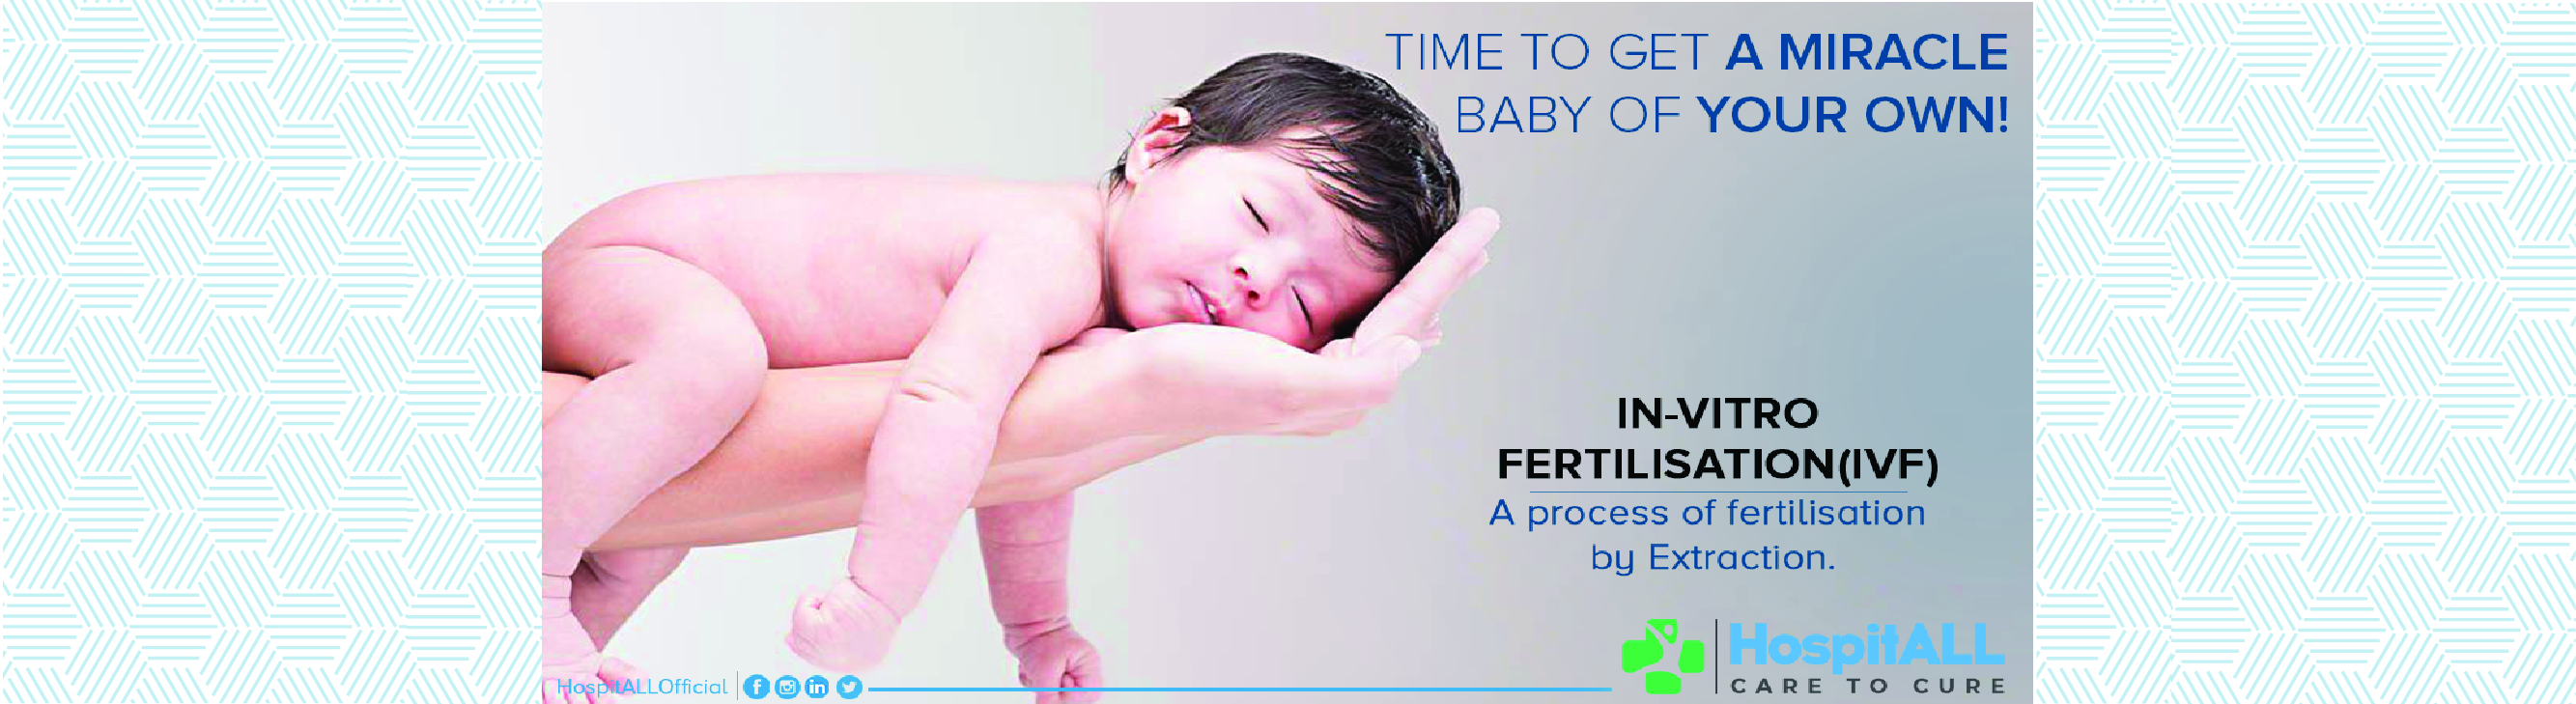 TIME TO GET A MIRACLE
BABY OF YOUR OWN!
IN-VITRO
FERTILISATION(IVF)
A process of fertilisation
by Extraction.
HospitALL
CARE TO CURE
HospitALLOfficial